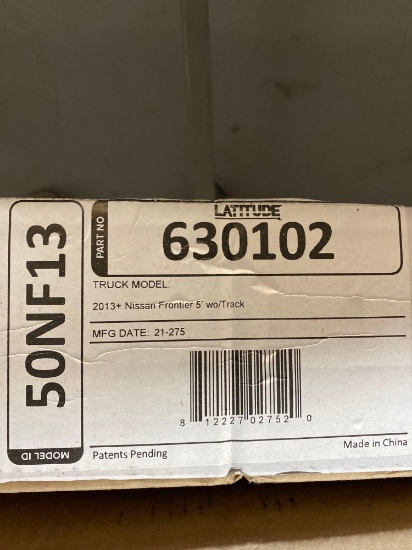 LATITUDE
PART NO
630102
50NF13
MODEL ID
TRUCK MODEL:
2013+ Nissan Frontier 5' wo/Track
MFG DATE: 21-275
8 12227 02752 0
Patents Pending
Made in China